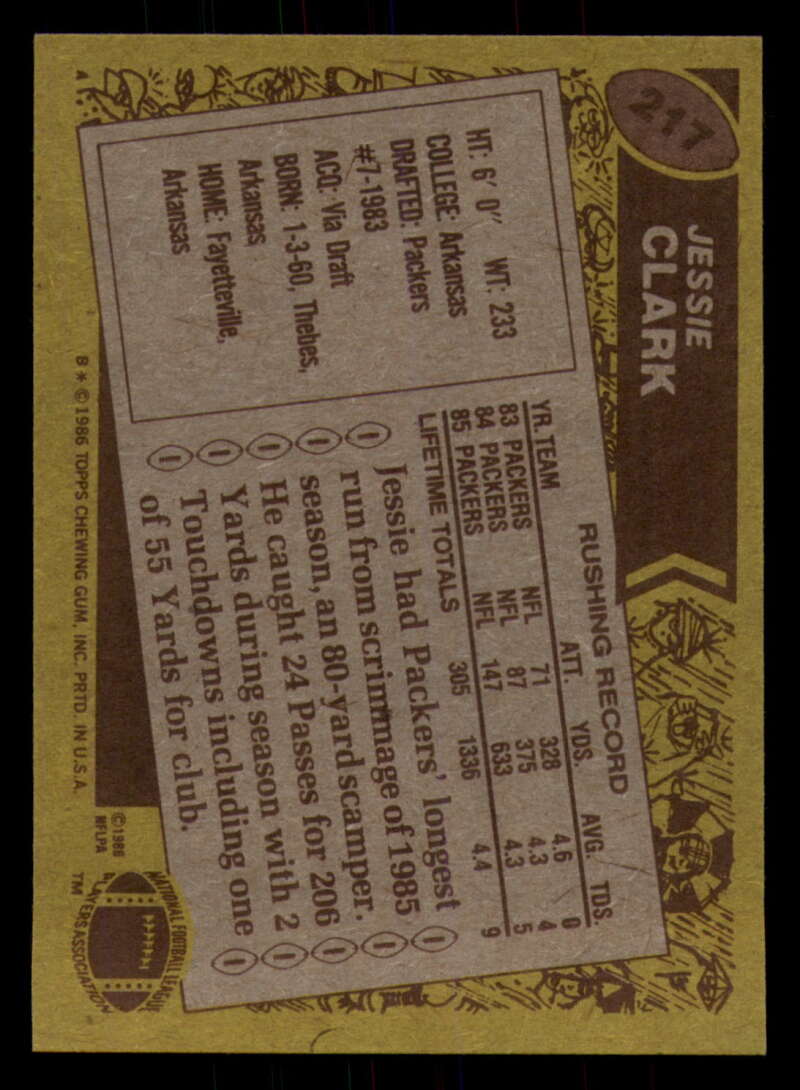 217
JESSIE
CLARK
HT: 6' 0" WT: 233
COLLEGE: Arkansas
DRAFTED: Packers
#7-1983
ACQ: Via Draft
BORN: 1-3-60, Thebes,
Arkansas
HOME: Fayetteville,
Arkansas
RUSHING RECORD
YR. TEAM ATT. YDS. AVG. TDS.
83 PACKERS NFL 71 328 4.6 0
84 PACKERS NFL 87 375 4.3 4
85 PACKERS NFL 147 633 4.3 5
LIFETIME TOTALS 305 1336 4.4 9
Jessie had Packers' longest
run from scrimmage of 1985
season, an 80-yard scamper.
He caught 24 Passes for 206
Yards during season with 2
Touchdowns including one
of 55 Yards for club.
A
B * © 1986 TOPPS CHEWING GUM, INC. PRTD. IN U.S.A.
© 1986
NFLPA
NATIONAL FOOTBALL LEAGUE
PLAYERS ASSOCIATION
TM